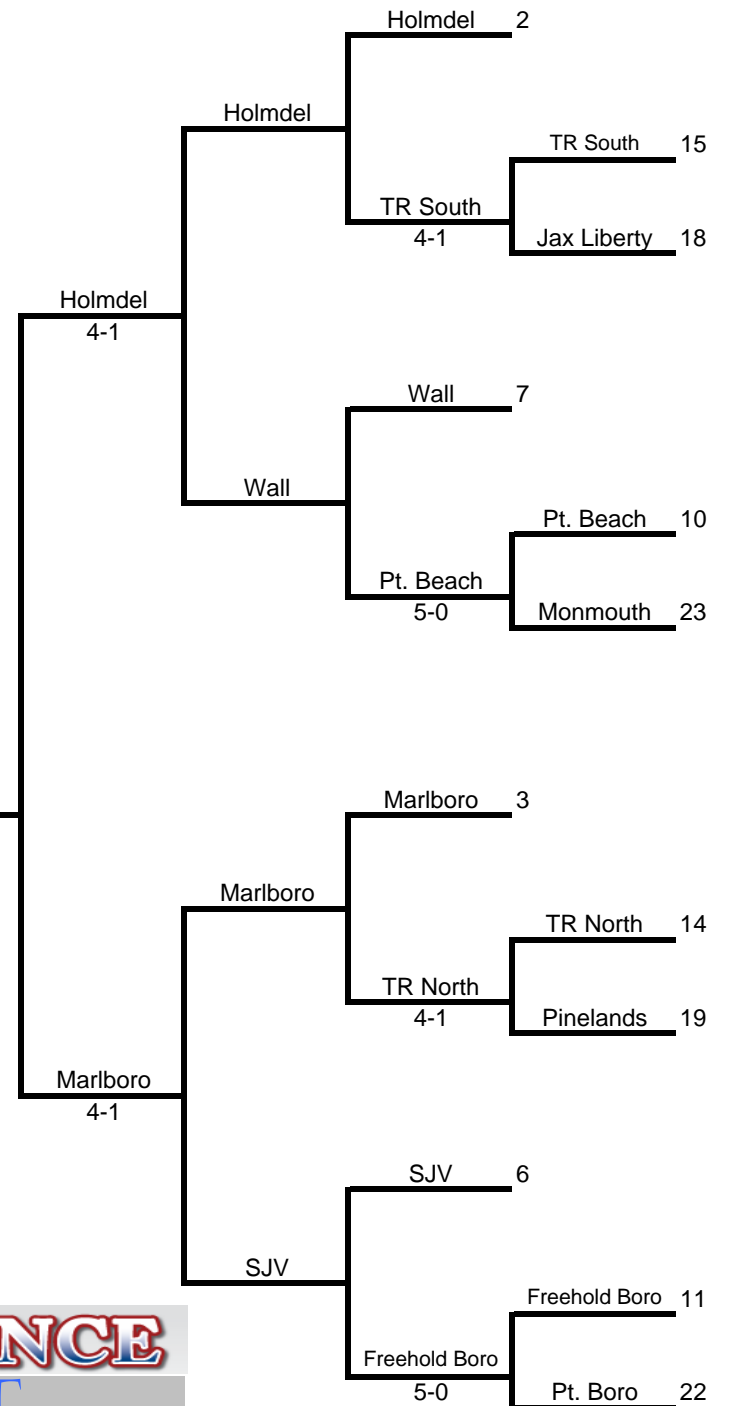 Holmdel 2
Holmdel
TR South 15
TR South
4-1
Jax Liberty 18
Holmdel
4-1
Wall 7
Wall
Pt. Beach 10
Pt. Beach
5-0
Monmouth 23
Marlboro 3
Marlboro
TR North 14
TR North
4-1
Pinelands 19
Marlboro
4-1
SJV 6
SJV
Freehold Boro 11
Freehold Boro
5-0
Pt. Boro 22
NCE
T